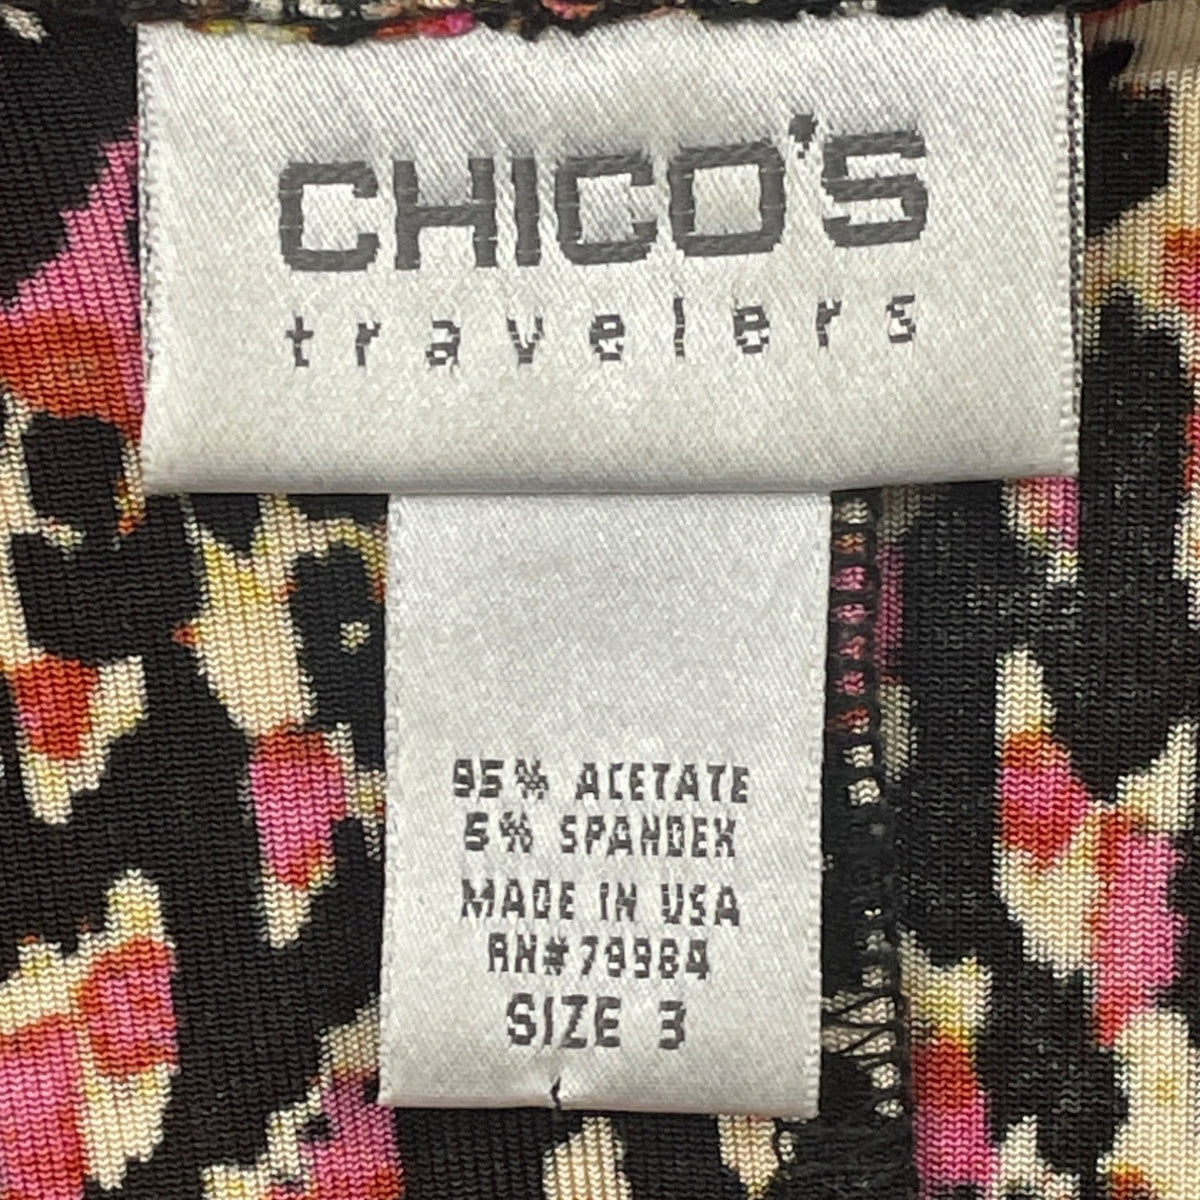 CHICO'S
travelers
95% ACETATE
5% SPANDEX
MADE IN USA
RN#79984
SIZE 3